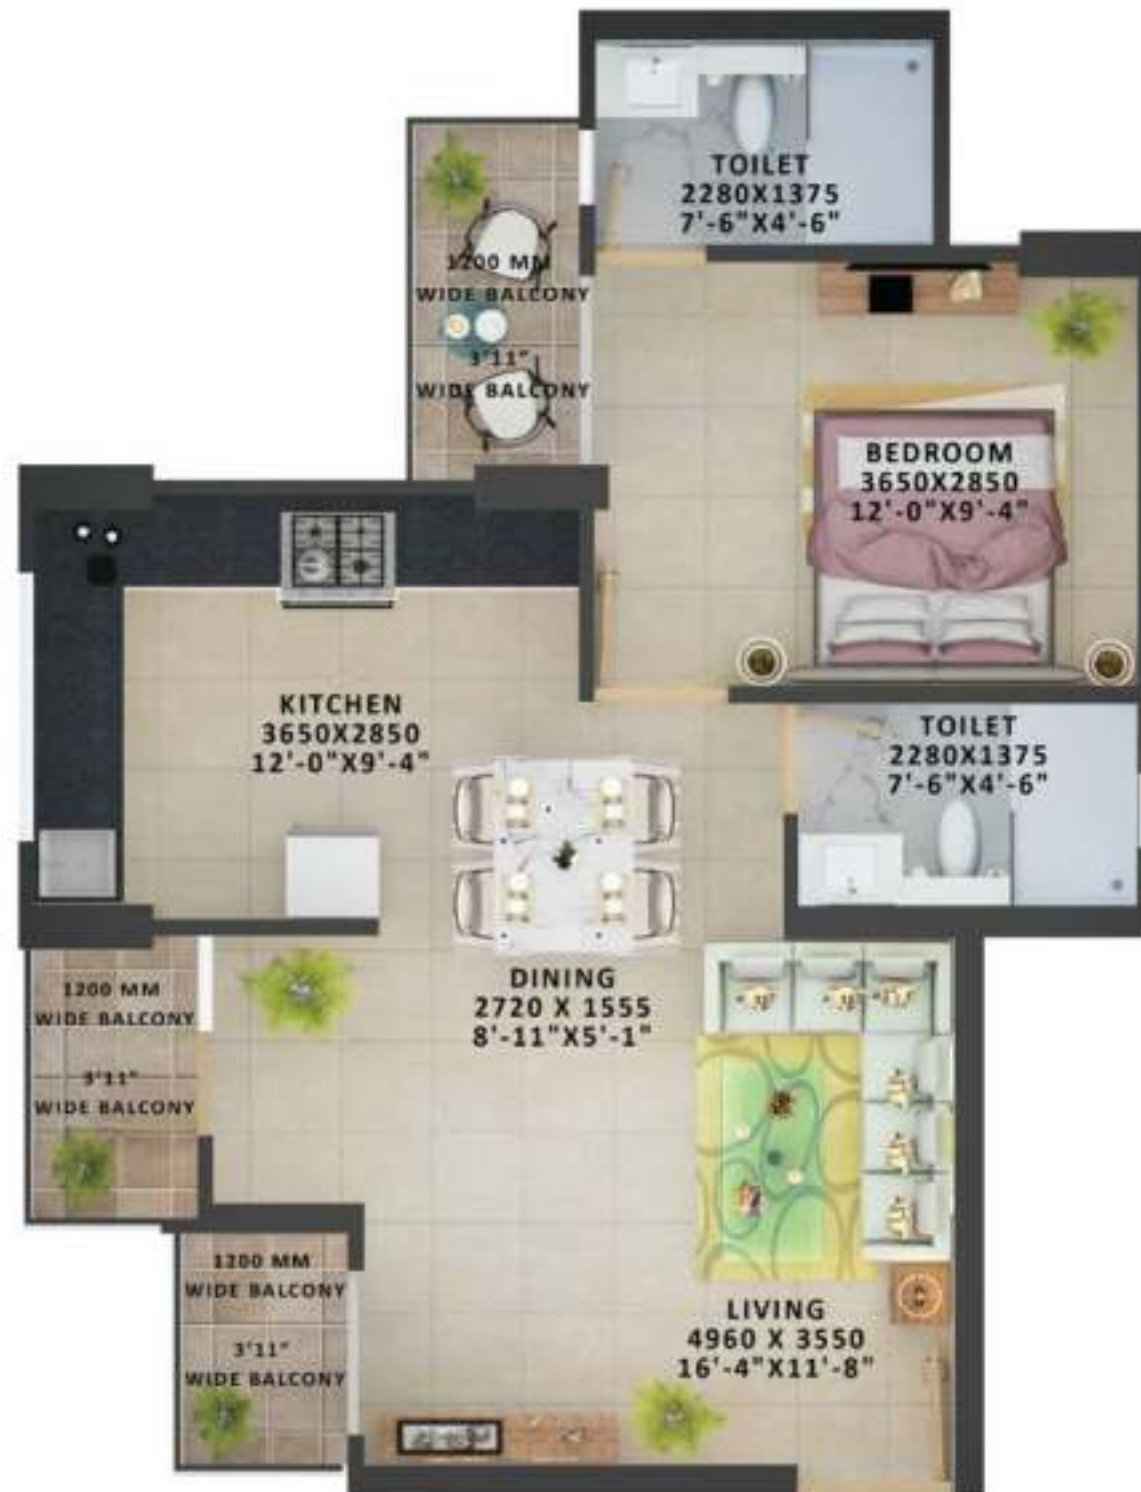 TOILET
2280X1375
7'-6"X4'-6"
1200 MM
WIDE BALCONY
3'11"
WIDE BALCONY
BEDROOM
3650X2850
12'-0"X9'-4"
KITCHEN
3650X2850
12'-0"X9'-4"
TOILET
2280X1375
7'-6"X4'-6"
DINING
2720 X 1555
8'-11"X5'-1"
1200 MM
WIDE BALCONY
3'11"
WIDE BALCONY
1200 MM
WIDE BALCONY
3'11"
WIDE BALCONY
LIVING
4960 X 3550
16'-4"X11'-8"